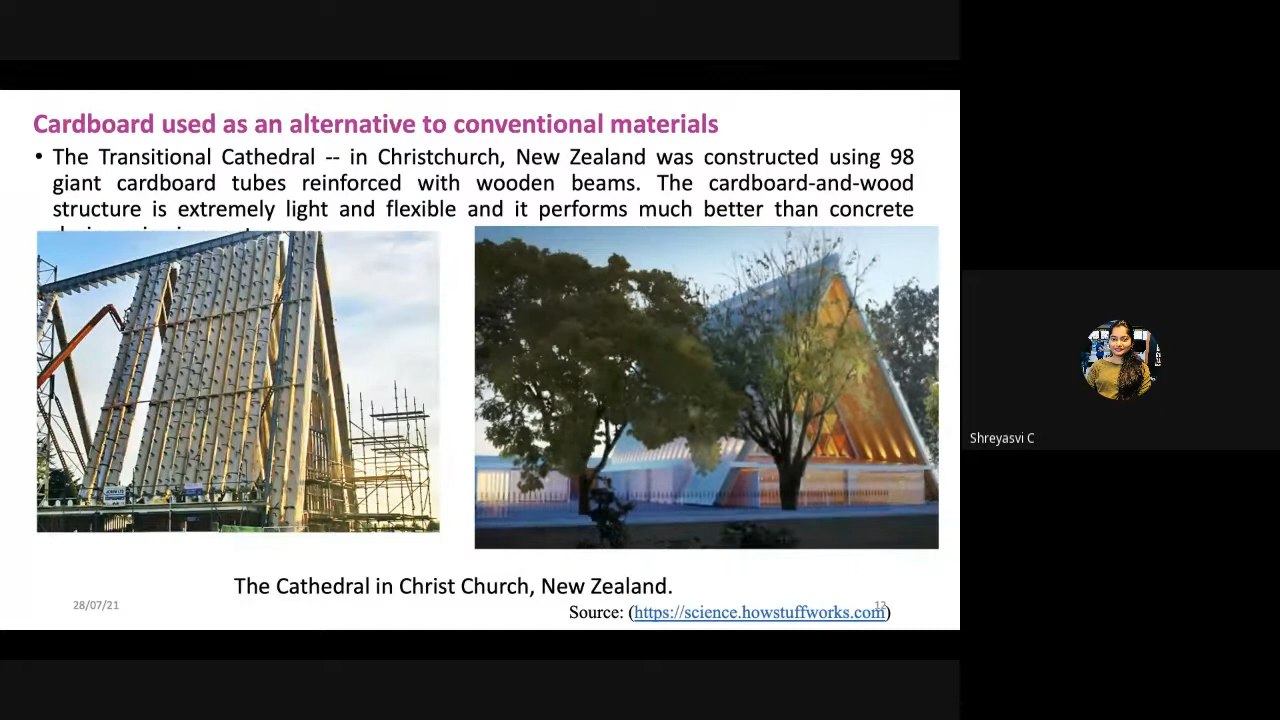 Cardboard used as an alternative to conventional materials
• The Transitional Cathedral -- in Christchurch, New Zealand was constructed using 98
giant cardboard tubes reinforced with wooden beams. The cardboard-and-wood
structure is extremely light and flexible and it performs much better than concrete
Shreyasvi C
The Cathedral in Christ Church, New Zealand.
28/07/21
12
Source: (https://science.howstuffworks.com)